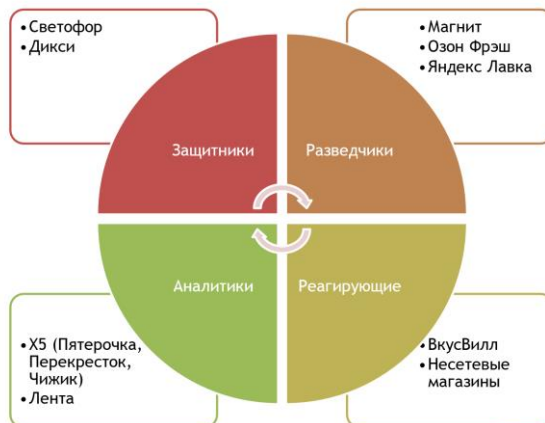 • Светофор
• Дикси
• Магнит
• Озон Фрэш
• Яндекс Лавка
Защитники
Разведчики
Аналитики
Реагирующие
• X5 (Пятерочка,
Перекресток,
Чижик)
• Лента
• ВкусВилл
• Несетевые
магазины